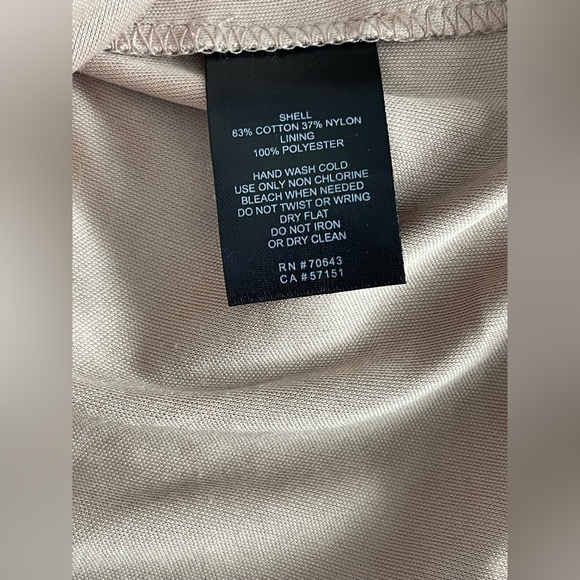 SHELL
63% COTTON 37% NYLON
LINING
100% POLYESTER
HAND WASH COLD
USE ONLY NON CHLORINE
BLEACH WHEN NEEDED
DO NOT TWIST OR WRING
DRY FLAT
DO NOT IRON
OR DRY CLEAN
RN #70643
CA #57151